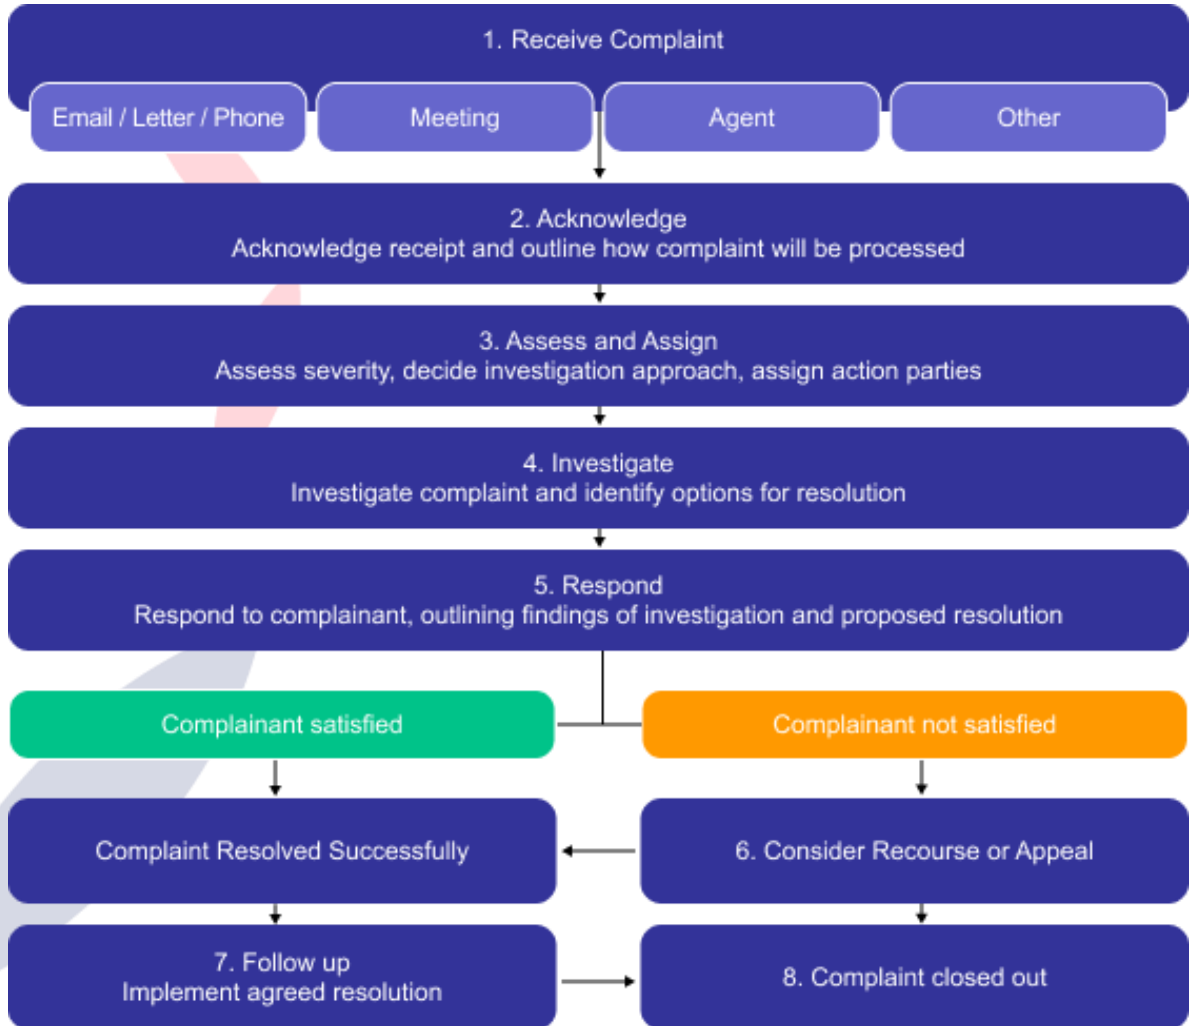 1. Receive Complaint
Email / Letter / Phone
Meeting
Agent
Other
2. Acknowledge
Acknowledge receipt and outline how complaint will be processed
3. Assess and Assign
Assess severity, decide investigation approach, assign action parties
4. Investigate
Investigate complaint and identify options for resolution
5. Respond
Respond to complainant, outlining findings of investigation and proposed resolution
Complainant satisfied
Complainant not satisfied
Complaint Resolved Successfully
6. Consider Recourse or Appeal
7. Follow up
Implement agreed resolution
8. Complaint closed out